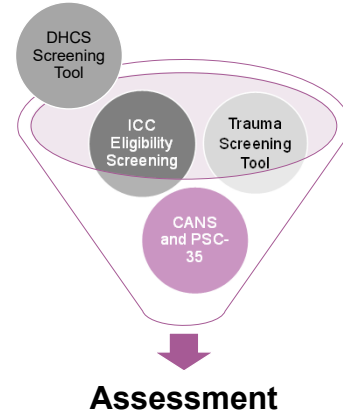 DHCS
Screening
Tool
ICC
Eligibility
Screening
Trauma
Screening
Tool
CANS
and PSC-
35
Assessment